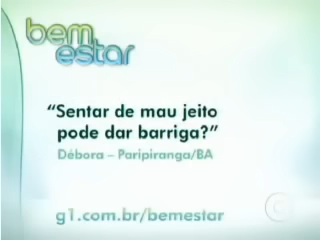 bem
estar
“Sentar de mau jeito
pode dar barriga?”
Débora – Paripiranga/BA
g1.com.br/bemestar